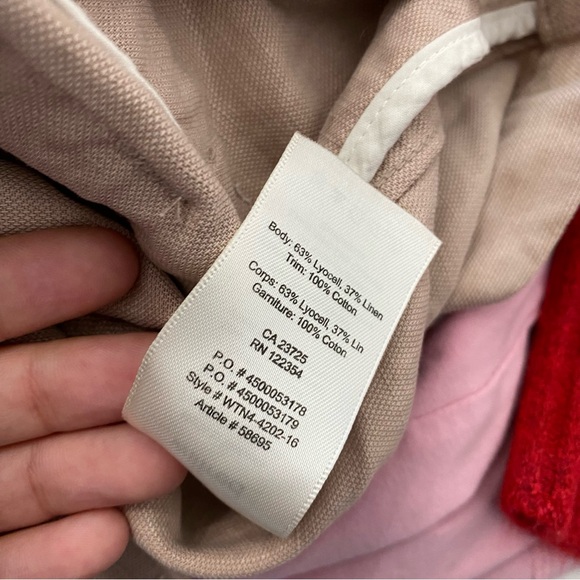 Body: 63% Lyocell, 37% Linen
Trim: 100% Cotton
Corps: 63% Lyocell, 37% Lin
Garniture: 100% Coton
CA 23725
RN 122354
P.O. # 4500053178
P.O. # 4500053179
Style # WTN4-4202-16
Article # 58695